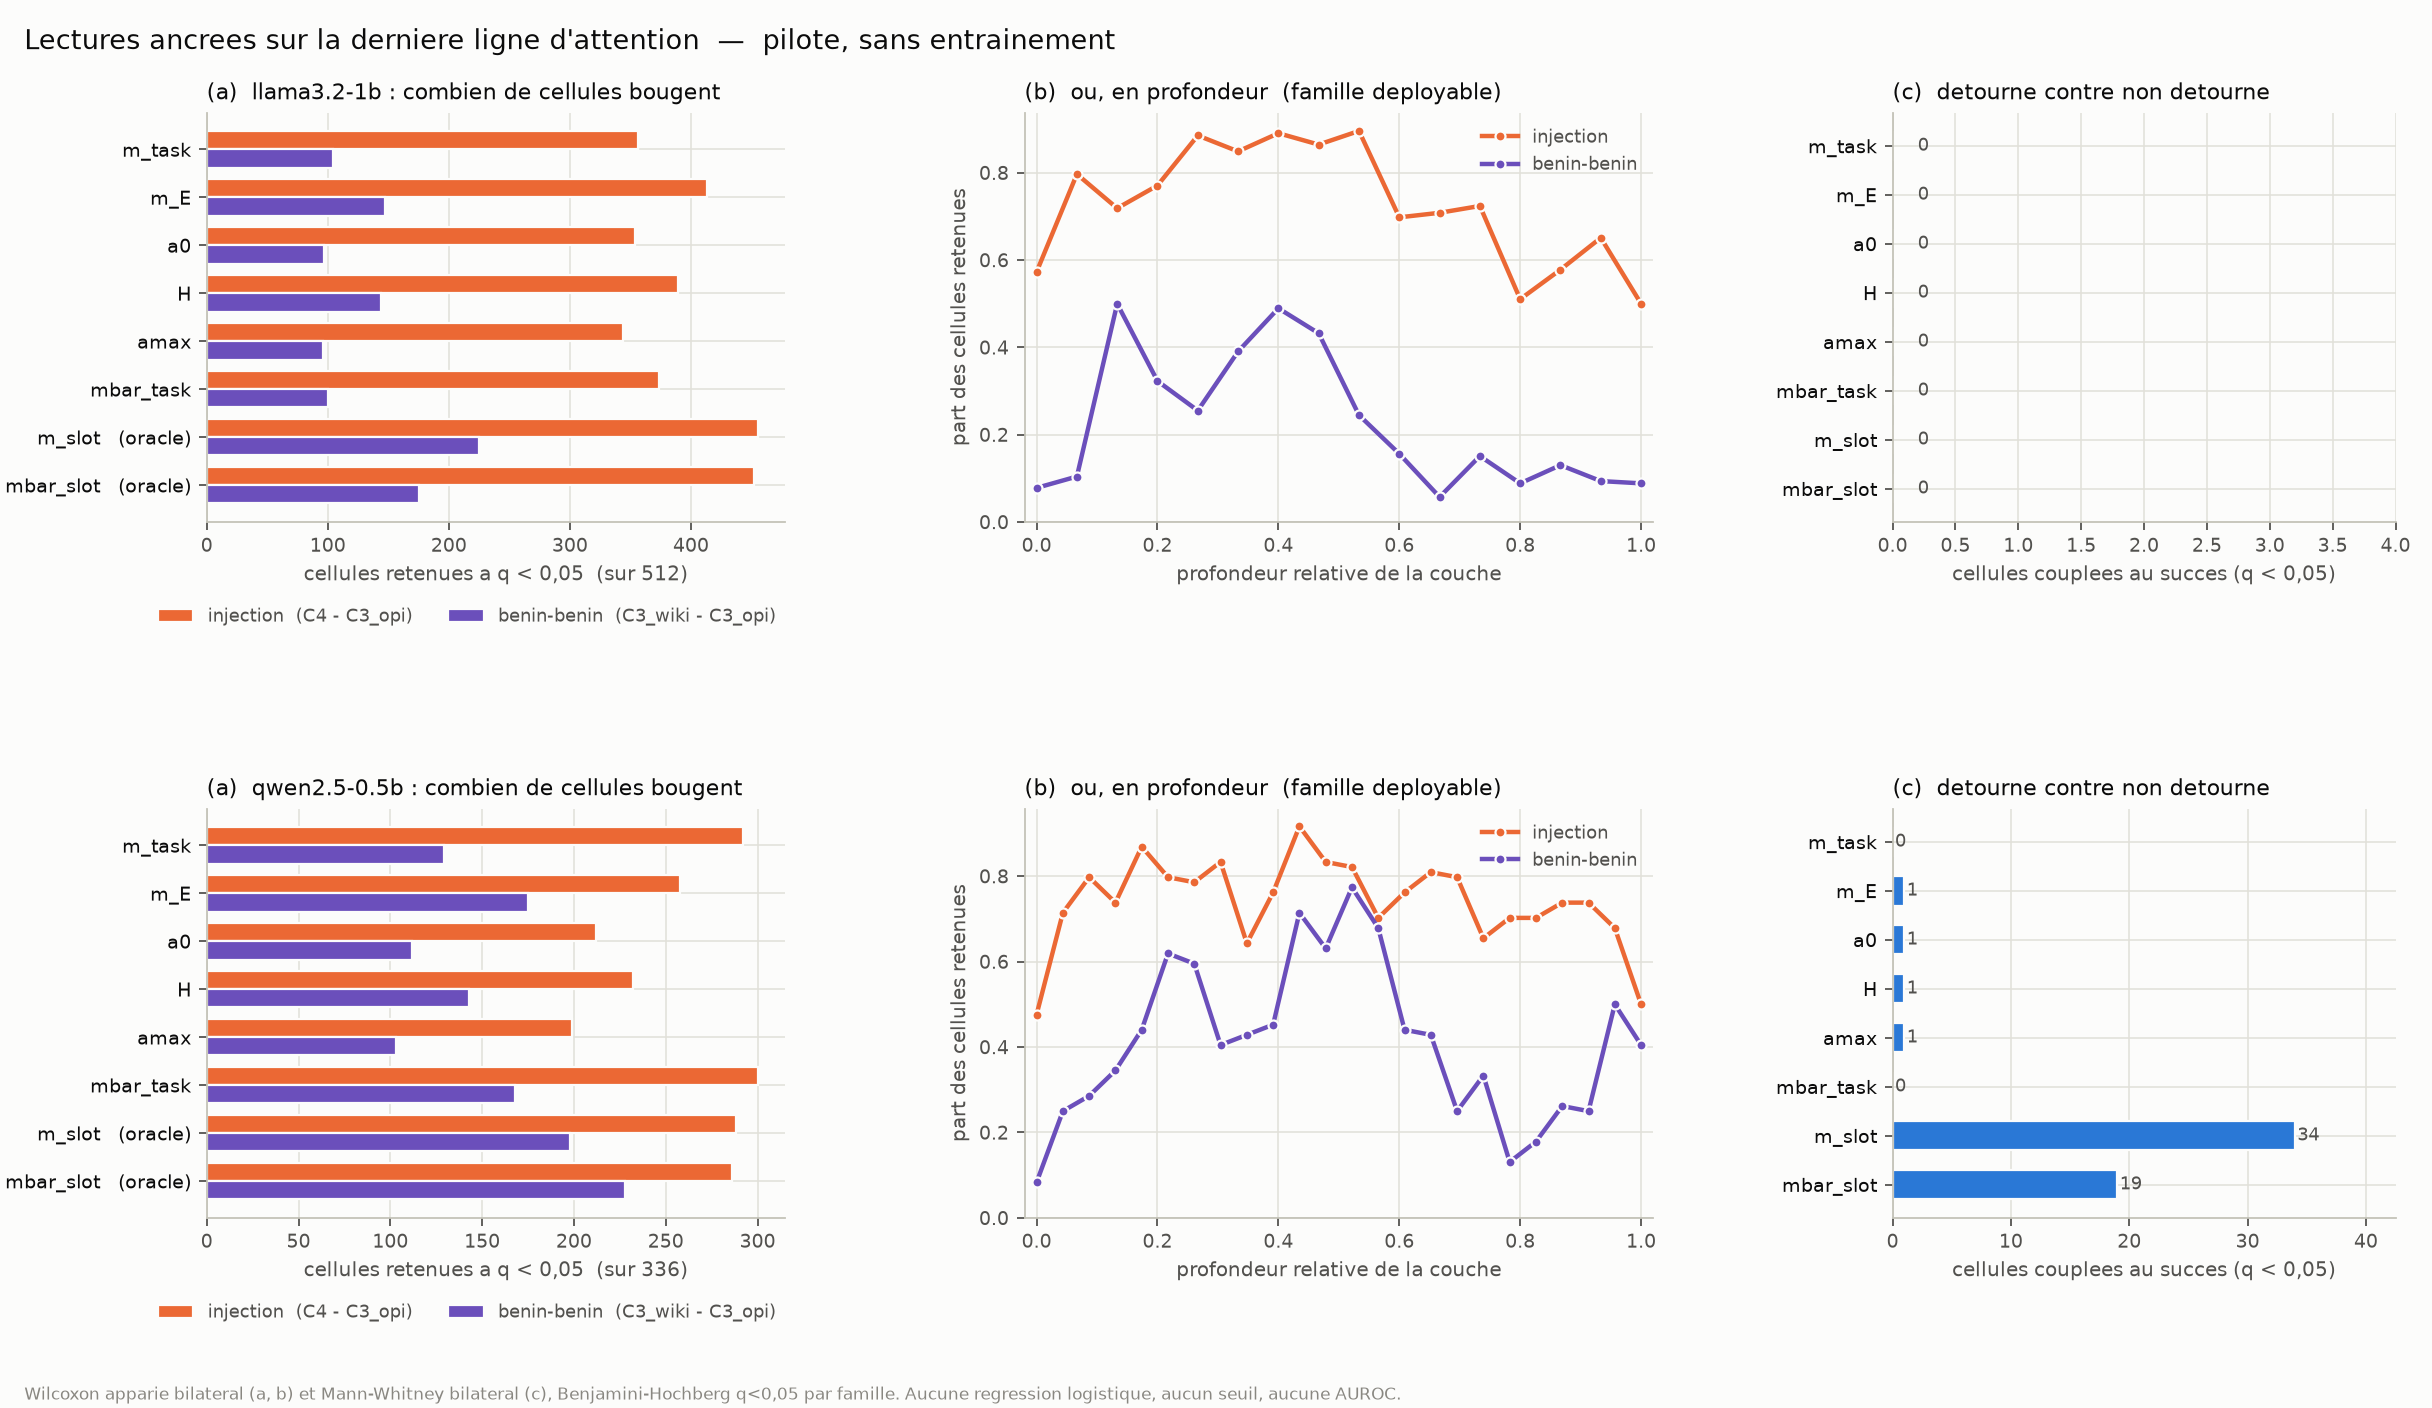 Lectures ancrees sur la derniere ligne d'attention — pilote, sans entrainement
(a) llama3.2-1b : combien de cellules bougent
m_task
m_E
a0
H
amax
mbar_task
m_slot (oracle)
mbar_slot (oracle)
0 100 200 300 400
cellules retenues a q < 0,05 (sur 512)
injection (C4 - C3_opi) benin-benin (C3_wiki - C3_opi)
(b) ou, en profondeur (famille deployable)
injection
benin-benin
part des cellules retenues
0.8
0.6
0.4
0.2
0.0
0.0 0.2 0.4 0.6 0.8 1.0
profondeur relative de la couche
(c) detourne contre non detourne
m_task 0
m_E 0
a0 0
H 0
amax 0
mbar_task 0
m_slot 0
mbar_slot 0
0.0 0.5 1.0 1.5 2.0 2.5 3.0 3.5 4.0
cellules couplees au succes (q < 0,05)
(a) qwen2.5-0.5b : combien de cellules bougent
m_task
m_E
a0
H
amax
mbar_task
m_slot (oracle)
mbar_slot (oracle)
0 50 100 150 200 250 300
cellules retenues a q < 0,05 (sur 336)
injection (C4 - C3_opi) benin-benin (C3_wiki - C3_opi)
(b) ou, en profondeur (famille deployable)
injection
benin-benin
part des cellules retenues
0.8
0.6
0.4
0.2
0.0
0.0 0.2 0.4 0.6 0.8 1.0
profondeur relative de la couche
(c) detourne contre non detourne
m_task 0
m_E 1
a0 1
H 1
amax 1
mbar_task 0
m_slot 34
mbar_slot 19
0 10 20 30 40
cellules couplees au succes (q < 0,05)
Wilcoxon apparie bilateral (a, b) et Mann-Whitney bilateral (c), Benjamini-Hochberg q<0,05 par famille. Aucune regression logistique, aucun seuil, aucune AUROC.